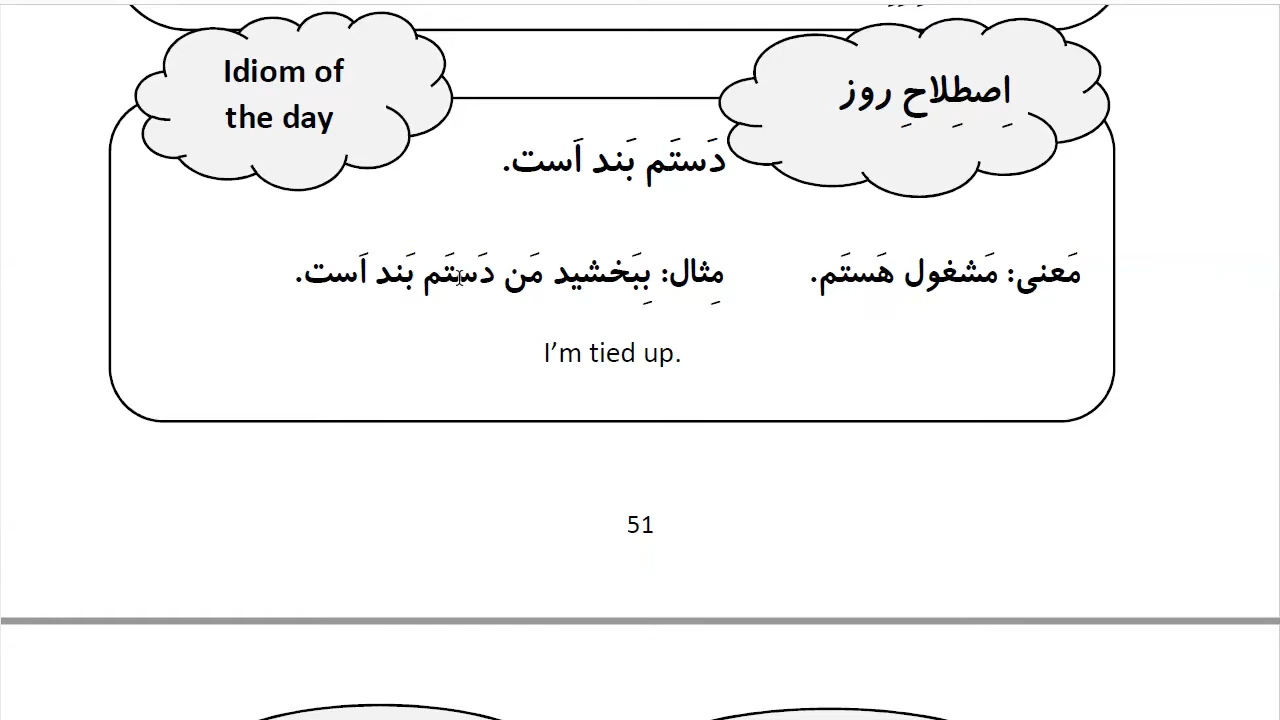 Idiom of
the day
اصطلاحِ روز
دَستَم بَند اَست.
مَعنی: مَشغول هَستَم.
مِثال: بِبَخشید مَن دَستَم بَند اَست.
I’m tied up.
51